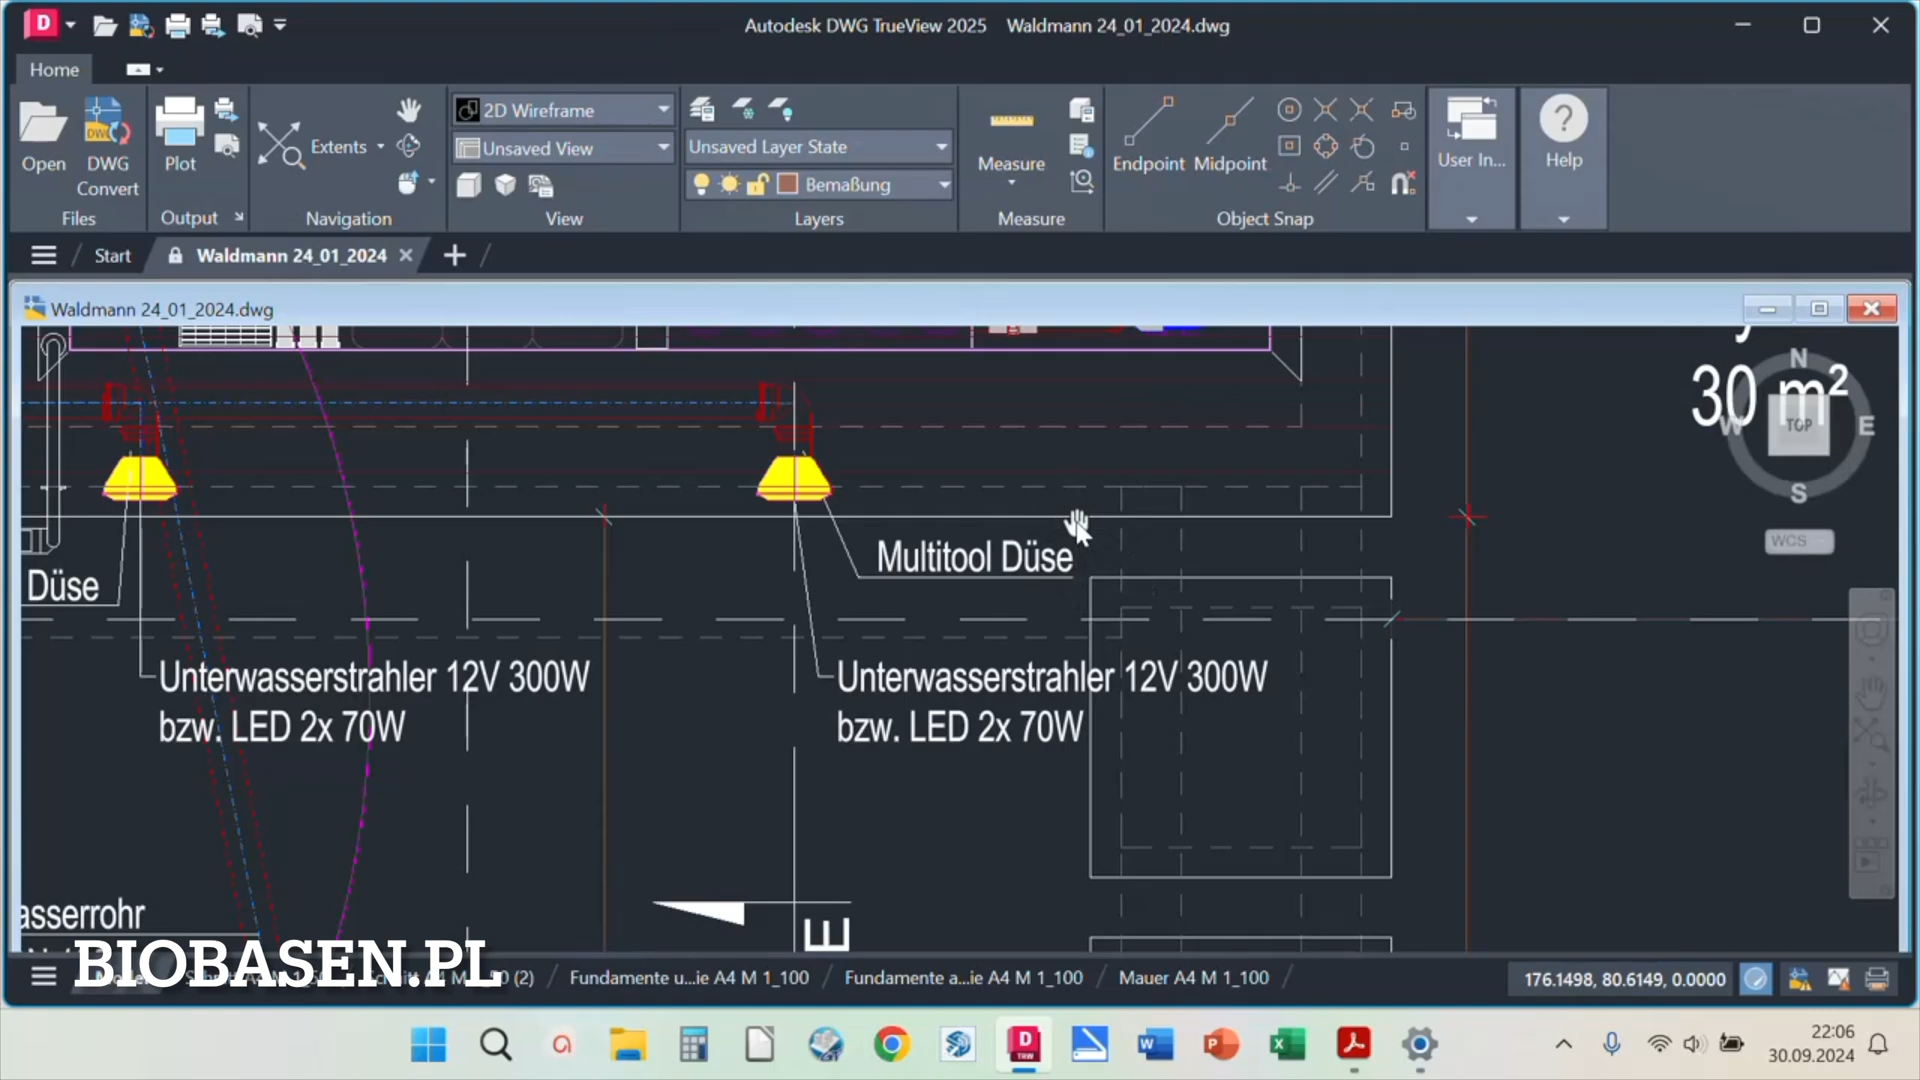 D
Autodesk DWG TrueView 2025 Waldmann 24_01_2024.dwg
Home
Open
DWG
Convert
Plot
Extents
2D Wireframe
Unsaved View
Unsaved Layer State
Bemaßung
Measure
Endpoint
Midpoint
User In...
Help
Files
Output
Navigation
View
Layers
Measure
Object Snap
Start
Waldmann 24_01_2024
Waldmann 24_01_2024.dwg
30 m²
N
W
TOP
E
S
WCS
Multitool Düse
Düse
Unterwasserstrahler 12V 300W
bzw. LED 2x 70W
Unterwasserstrahler 12V 300W
bzw. LED 2x 70W
asserrohr
E
BIOBASEN.PL
(2)
Fundamente u...ie A4 M 1_100
Fundamente a...ie A4 M 1_100
Mauer A4 M 1_100
176.1498, 80.6149, 0.0000
22:06
30.09.2024